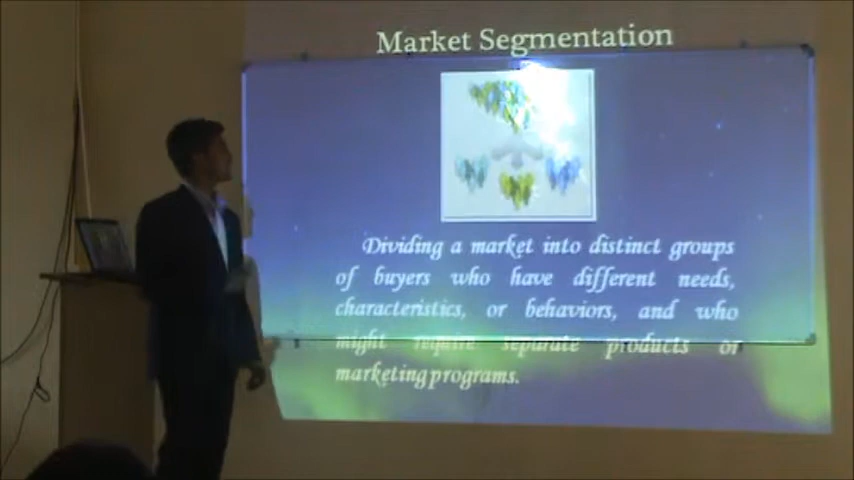 Market Segmentation
Dividing a market into distinct groups
of buyers who have different needs,
characteristics, or behaviors, and who
might require separate products or
marketing programs.